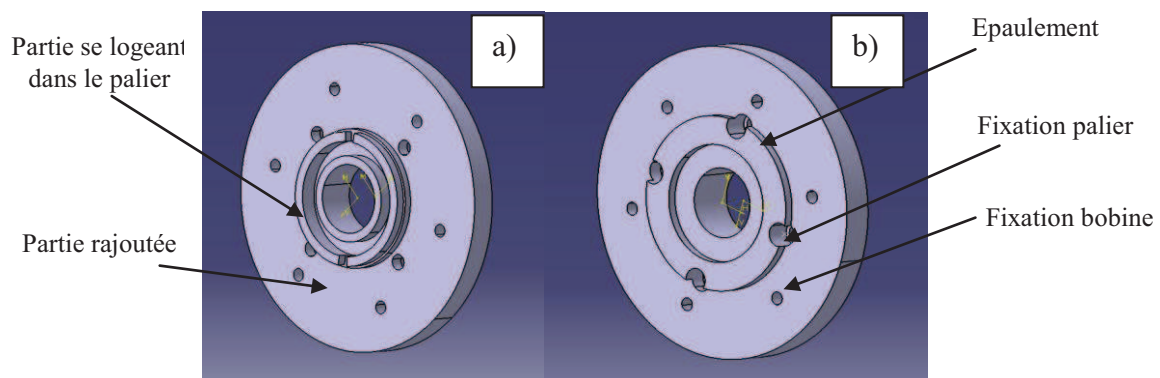 Partie se logeant
dans le palier
Partie rajoutée
a)
b)
Epaulement
Fixation palier
Fixation bobine